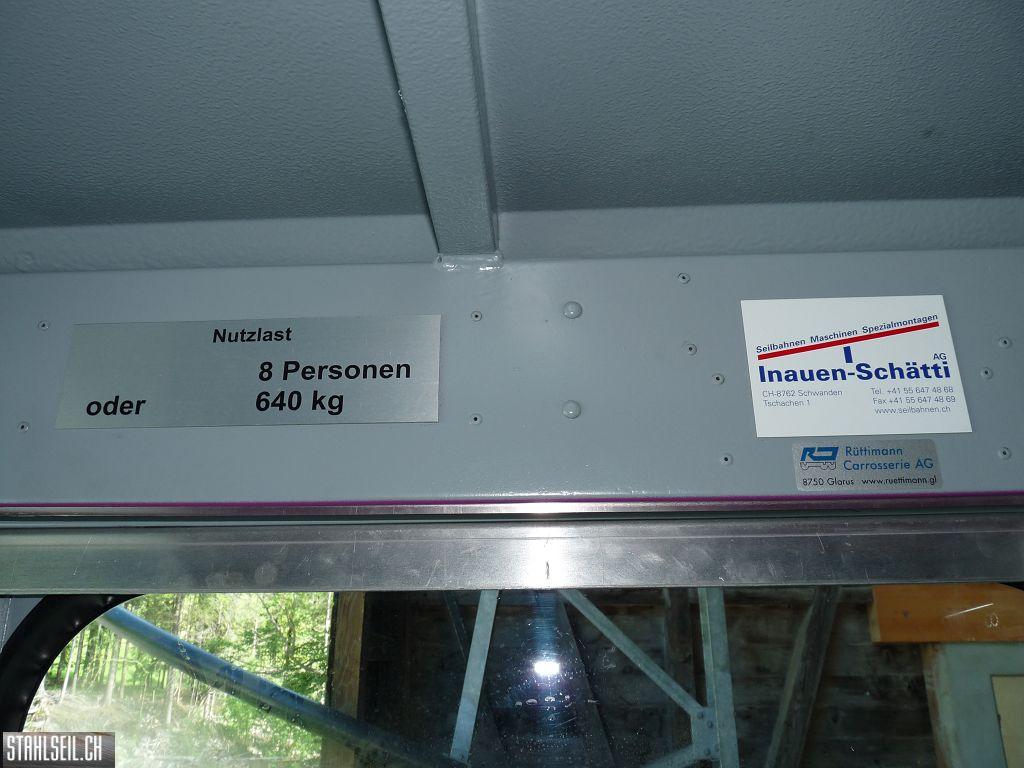 Nutzlast
8 Personen
oder 640 kg
Seilbahnen Maschinen Spezialmontagen
AG
Inauen-Schätti
CH-8762 Schwanden Tel. +41 55 647 48 68
Tschachen 1 Fax +41 55 647 48 69
www.seilbahnen.ch
Rüttimann
Carrosserie AG
8750 Glarus www.ruettimann.gl
STAHLSEIL.CH